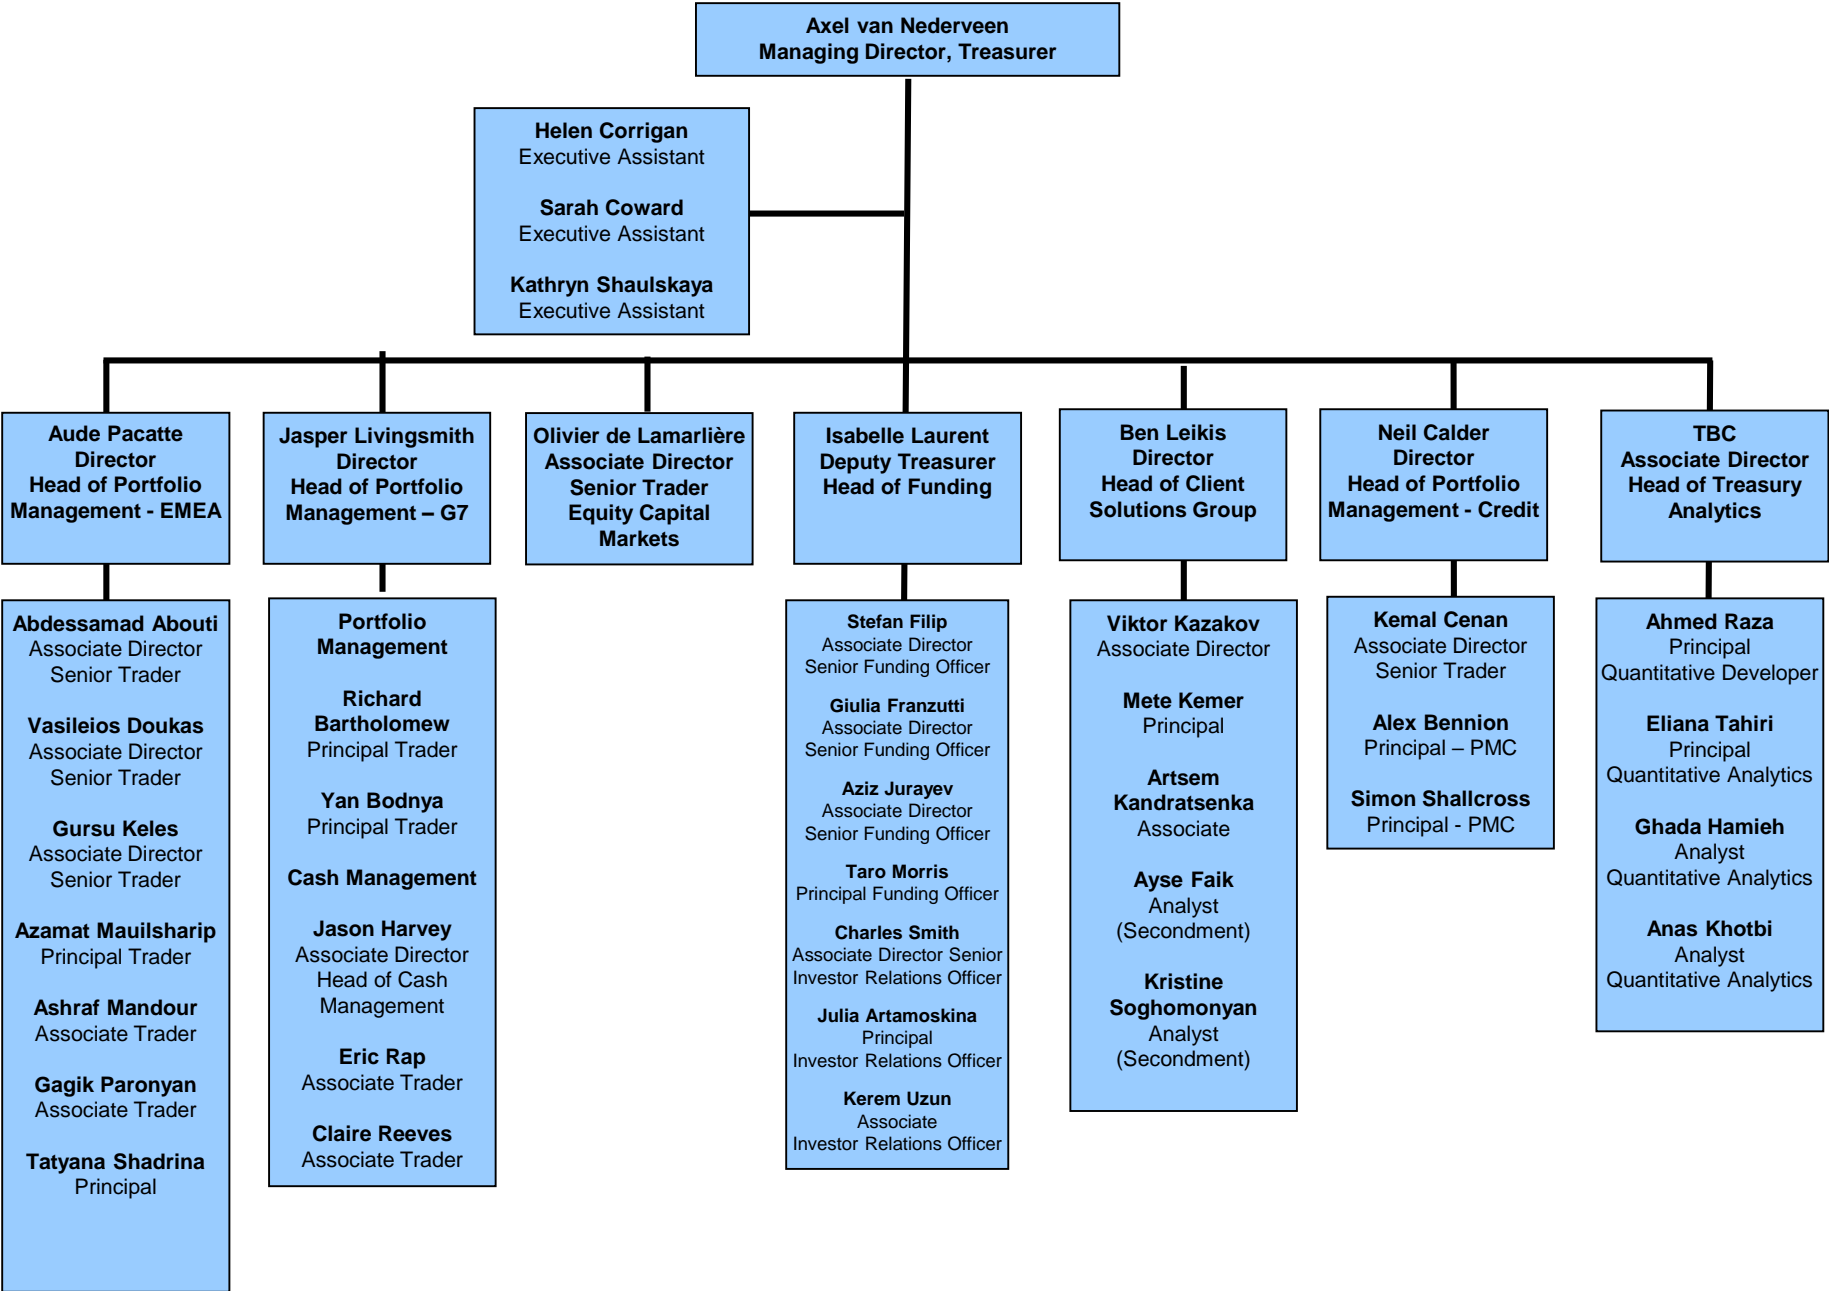 Axel van Nederveen
Managing Director, Treasurer
Helen Corrigan
Executive Assistant
Sarah Coward
Executive Assistant
Kathryn Shaulskaya
Executive Assistant
Aude Pacatte
Director
Head of Portfolio
Management - EMEA
Jasper Livingsmith
Director
Head of Portfolio
Management – G7
Olivier de Lamarlière
Associate Director
Senior Trader
Equity Capital
Markets
Isabelle Laurent
Deputy Treasurer
Head of Funding
Ben Leikis
Director
Head of Client
Solutions Group
Neil Calder
Director
Head of Portfolio
Management - Credit
TBC
Associate Director
Head of Treasury
Analytics
Abdessamad Abouti
Associate Director
Senior Trader
Vasileios Doukas
Associate Director
Senior Trader
Gursu Keles
Associate Director
Senior Trader
Azamat Mauilsharip
Principal Trader
Ashraf Mandour
Associate Trader
Gagik Paronyan
Associate Trader
Tatyana Shadrina
Principal
Portfolio
Management
Richard
Bartholomew
Principal Trader
Yan Bodnya
Principal Trader
Cash Management
Jason Harvey
Associate Director
Head of Cash
Management
Eric Rap
Associate Trader
Claire Reeves
Associate Trader
Stefan Filip
Associate Director
Senior Funding Officer
Giulia Franzutti
Associate Director
Senior Funding Officer
Aziz Jurayev
Associate Director
Senior Funding Officer
Taro Morris
Principal Funding Officer
Charles Smith
Associate Director Senior
Investor Relations Officer
Julia Artamoskina
Principal
Investor Relations Officer
Kerem Uzun
Associate
Investor Relations Officer
Viktor Kazakov
Associate Director
Mete Kemer
Principal
Artsem
Kandratsenka
Associate
Ayse Faik
Analyst
(Secondment)
Kristine
Soghomonyan
Analyst
(Secondment)
Kemal Cenan
Associate Director
Senior Trader
Alex Bennion
Principal – PMC
Simon Shallcross
Principal - PMC
Ahmed Raza
Principal
Quantitative Developer
Eliana Tahiri
Principal
Quantitative Analytics
Ghada Hamieh
Analyst
Quantitative Analytics
Anas Khotbi
Analyst
Quantitative Analytics